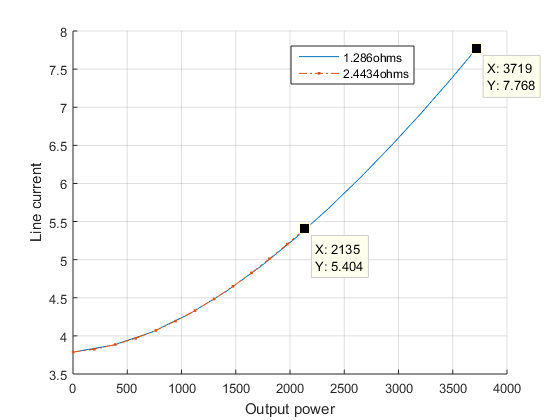 8
7.5
7
6.5
6
5.5
5
4.5
4
3.5
Line current
1.286ohms
2.4434ohms
X: 3719
Y: 7.768
X: 2135
Y: 5.404
0 500 1000 1500 2000 2500 3000 3500 4000
Output power